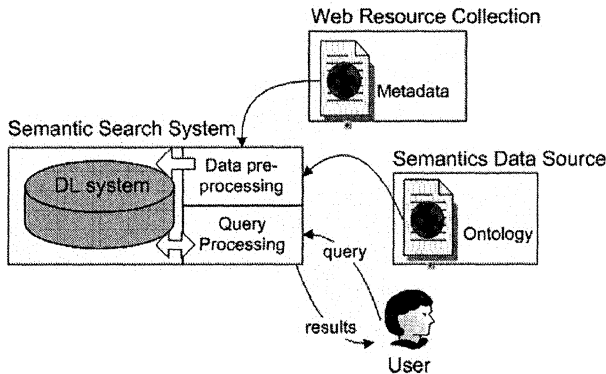 Web Resource Collection
Metadata
Semantic Search System
DL system
Data pre-
processing
Query
Processing
Semantics Data Source
Ontology
query
results
User